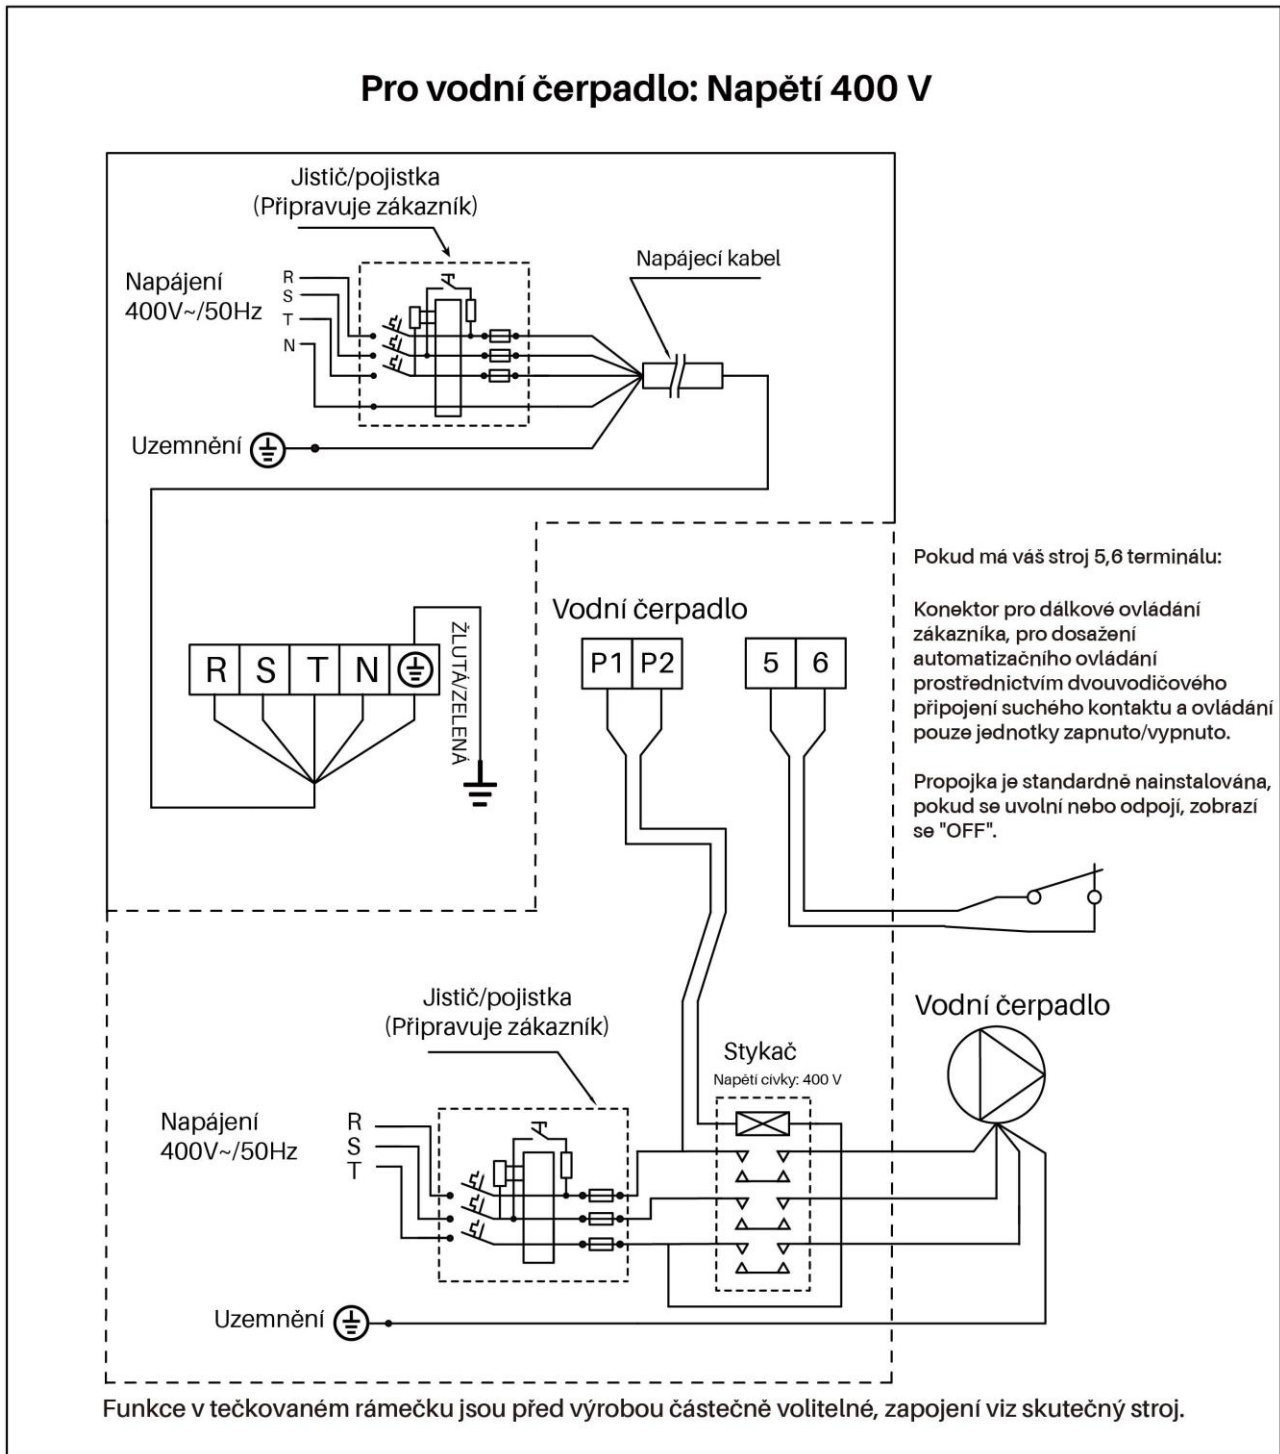 Pro vodní čerpadlo: Napětí 400 V
Jistič/pojistka
(Připravuje zákazník)
Napájecí kabel
Napájení
400V~/50Hz
R
S
T
N
Uzemnění
Pokud má váš stroj 5,6 terminálu:
Vodní čerpadlo
Konektor pro dálkové ovládání
zákazníka, pro dosažení
automatizačního ovládání
prostřednictvím dvouvodičového
připojení suchého kontaktu a ovládání
pouze jednotky zapnuto/vypnuto.
R S T N
ŽLUTÁ/ZELENÁ
P1 P2
5 6
Propojka je standardně nainstalována,
pokud se uvolní nebo odpojí, zobrazí
se "OFF".
Jistič/pojistka
(Připravuje zákazník)
Vodní čerpadlo
Stykač
Napětí cívky: 400 V
Napájení
400V~/50Hz
R
S
T
Uzemnění
Funkce v tečkovaném rámečku jsou před výrobou částečně volitelné, zapojení viz skutečný stroj.